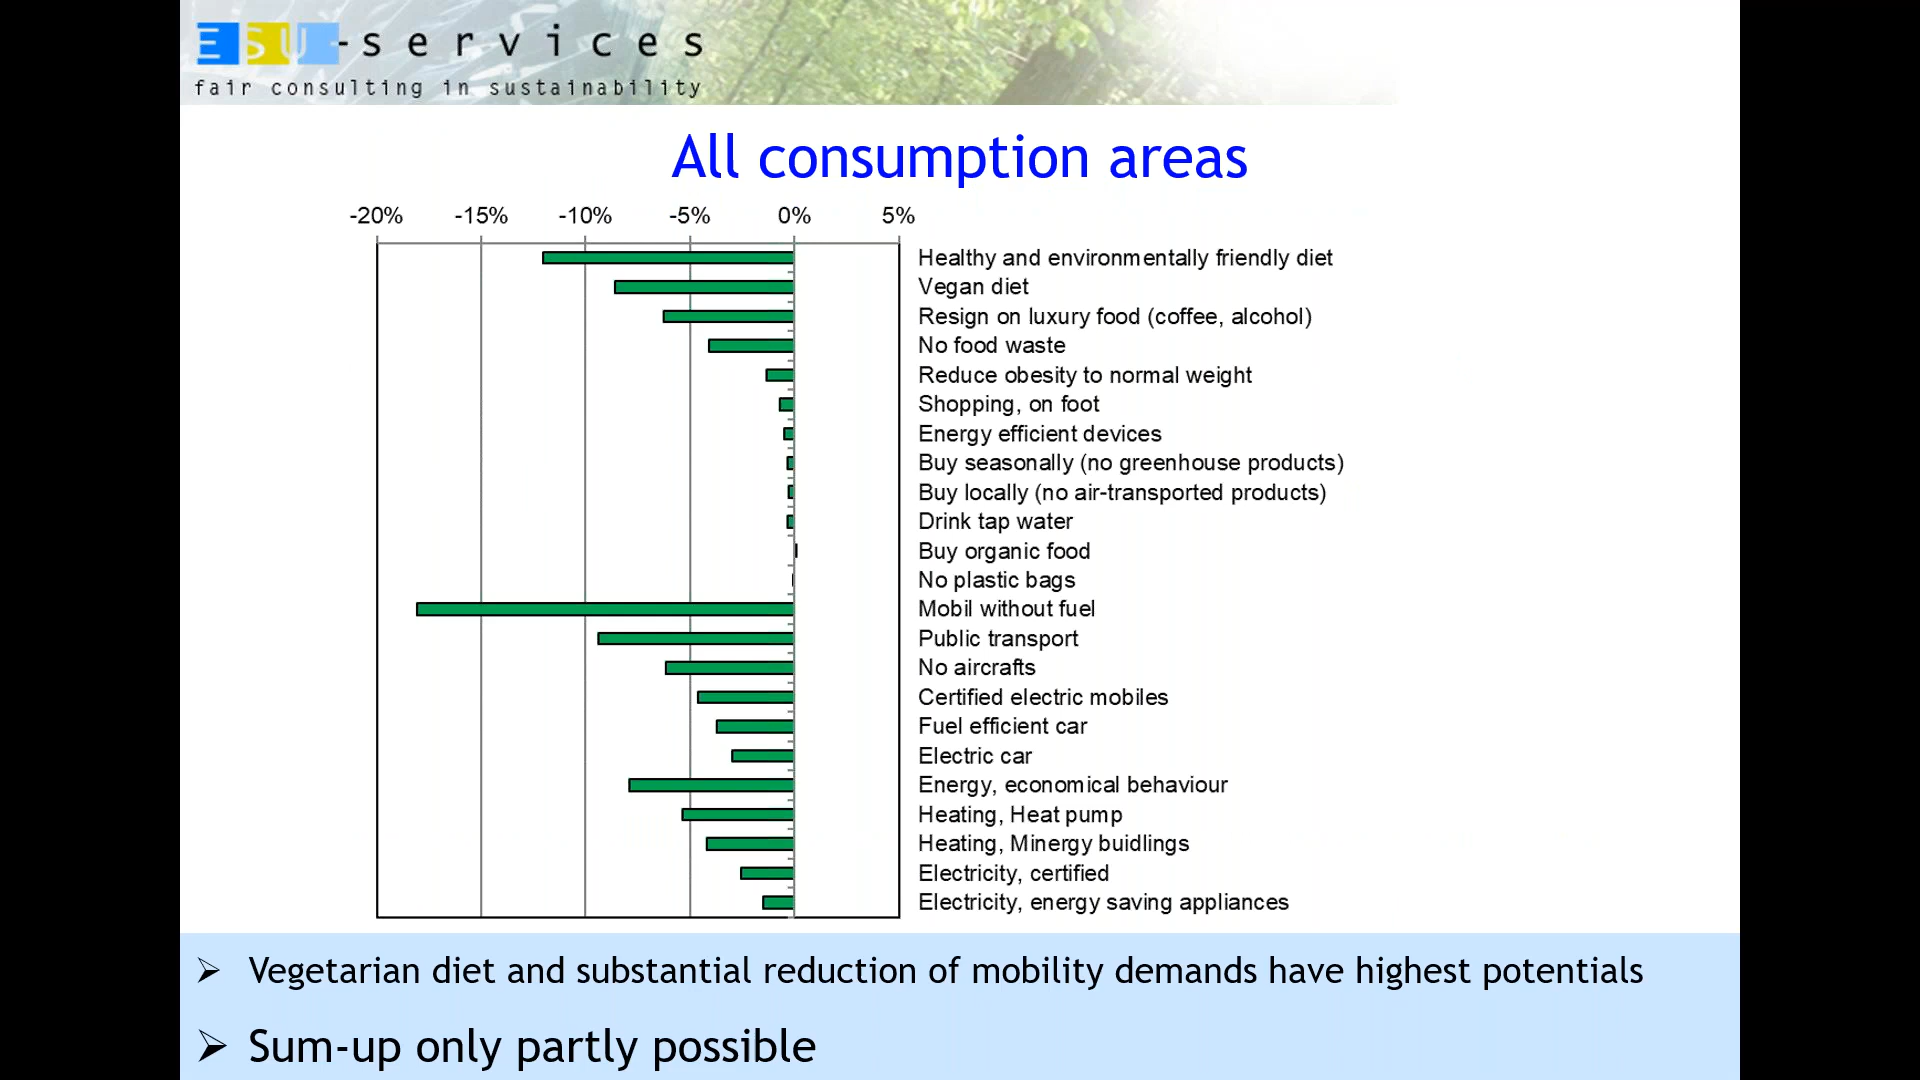 ESU-services
fair consulting in sustainability
All consumption areas
-20% -15% -10% -5% 0% 5%
Healthy and environmentally friendly diet
Vegan diet
Resign on luxury food (coffee, alcohol)
No food waste
Reduce obesity to normal weight
Shopping, on foot
Energy efficient devices
Buy seasonally (no greenhouse products)
Buy locally (no air-transported products)
Drink tap water
Buy organic food
No plastic bags
Mobil without fuel
Public transport
No aircrafts
Certified electric mobiles
Fuel efficient car
Electric car
Energy, economical behaviour
Heating, Heat pump
Heating, Minergy buidlings
Electricity, certified
Electricity, energy saving appliances
➢ Vegetarian diet and substantial reduction of mobility demands have highest potentials
➢ Sum-up only partly possible